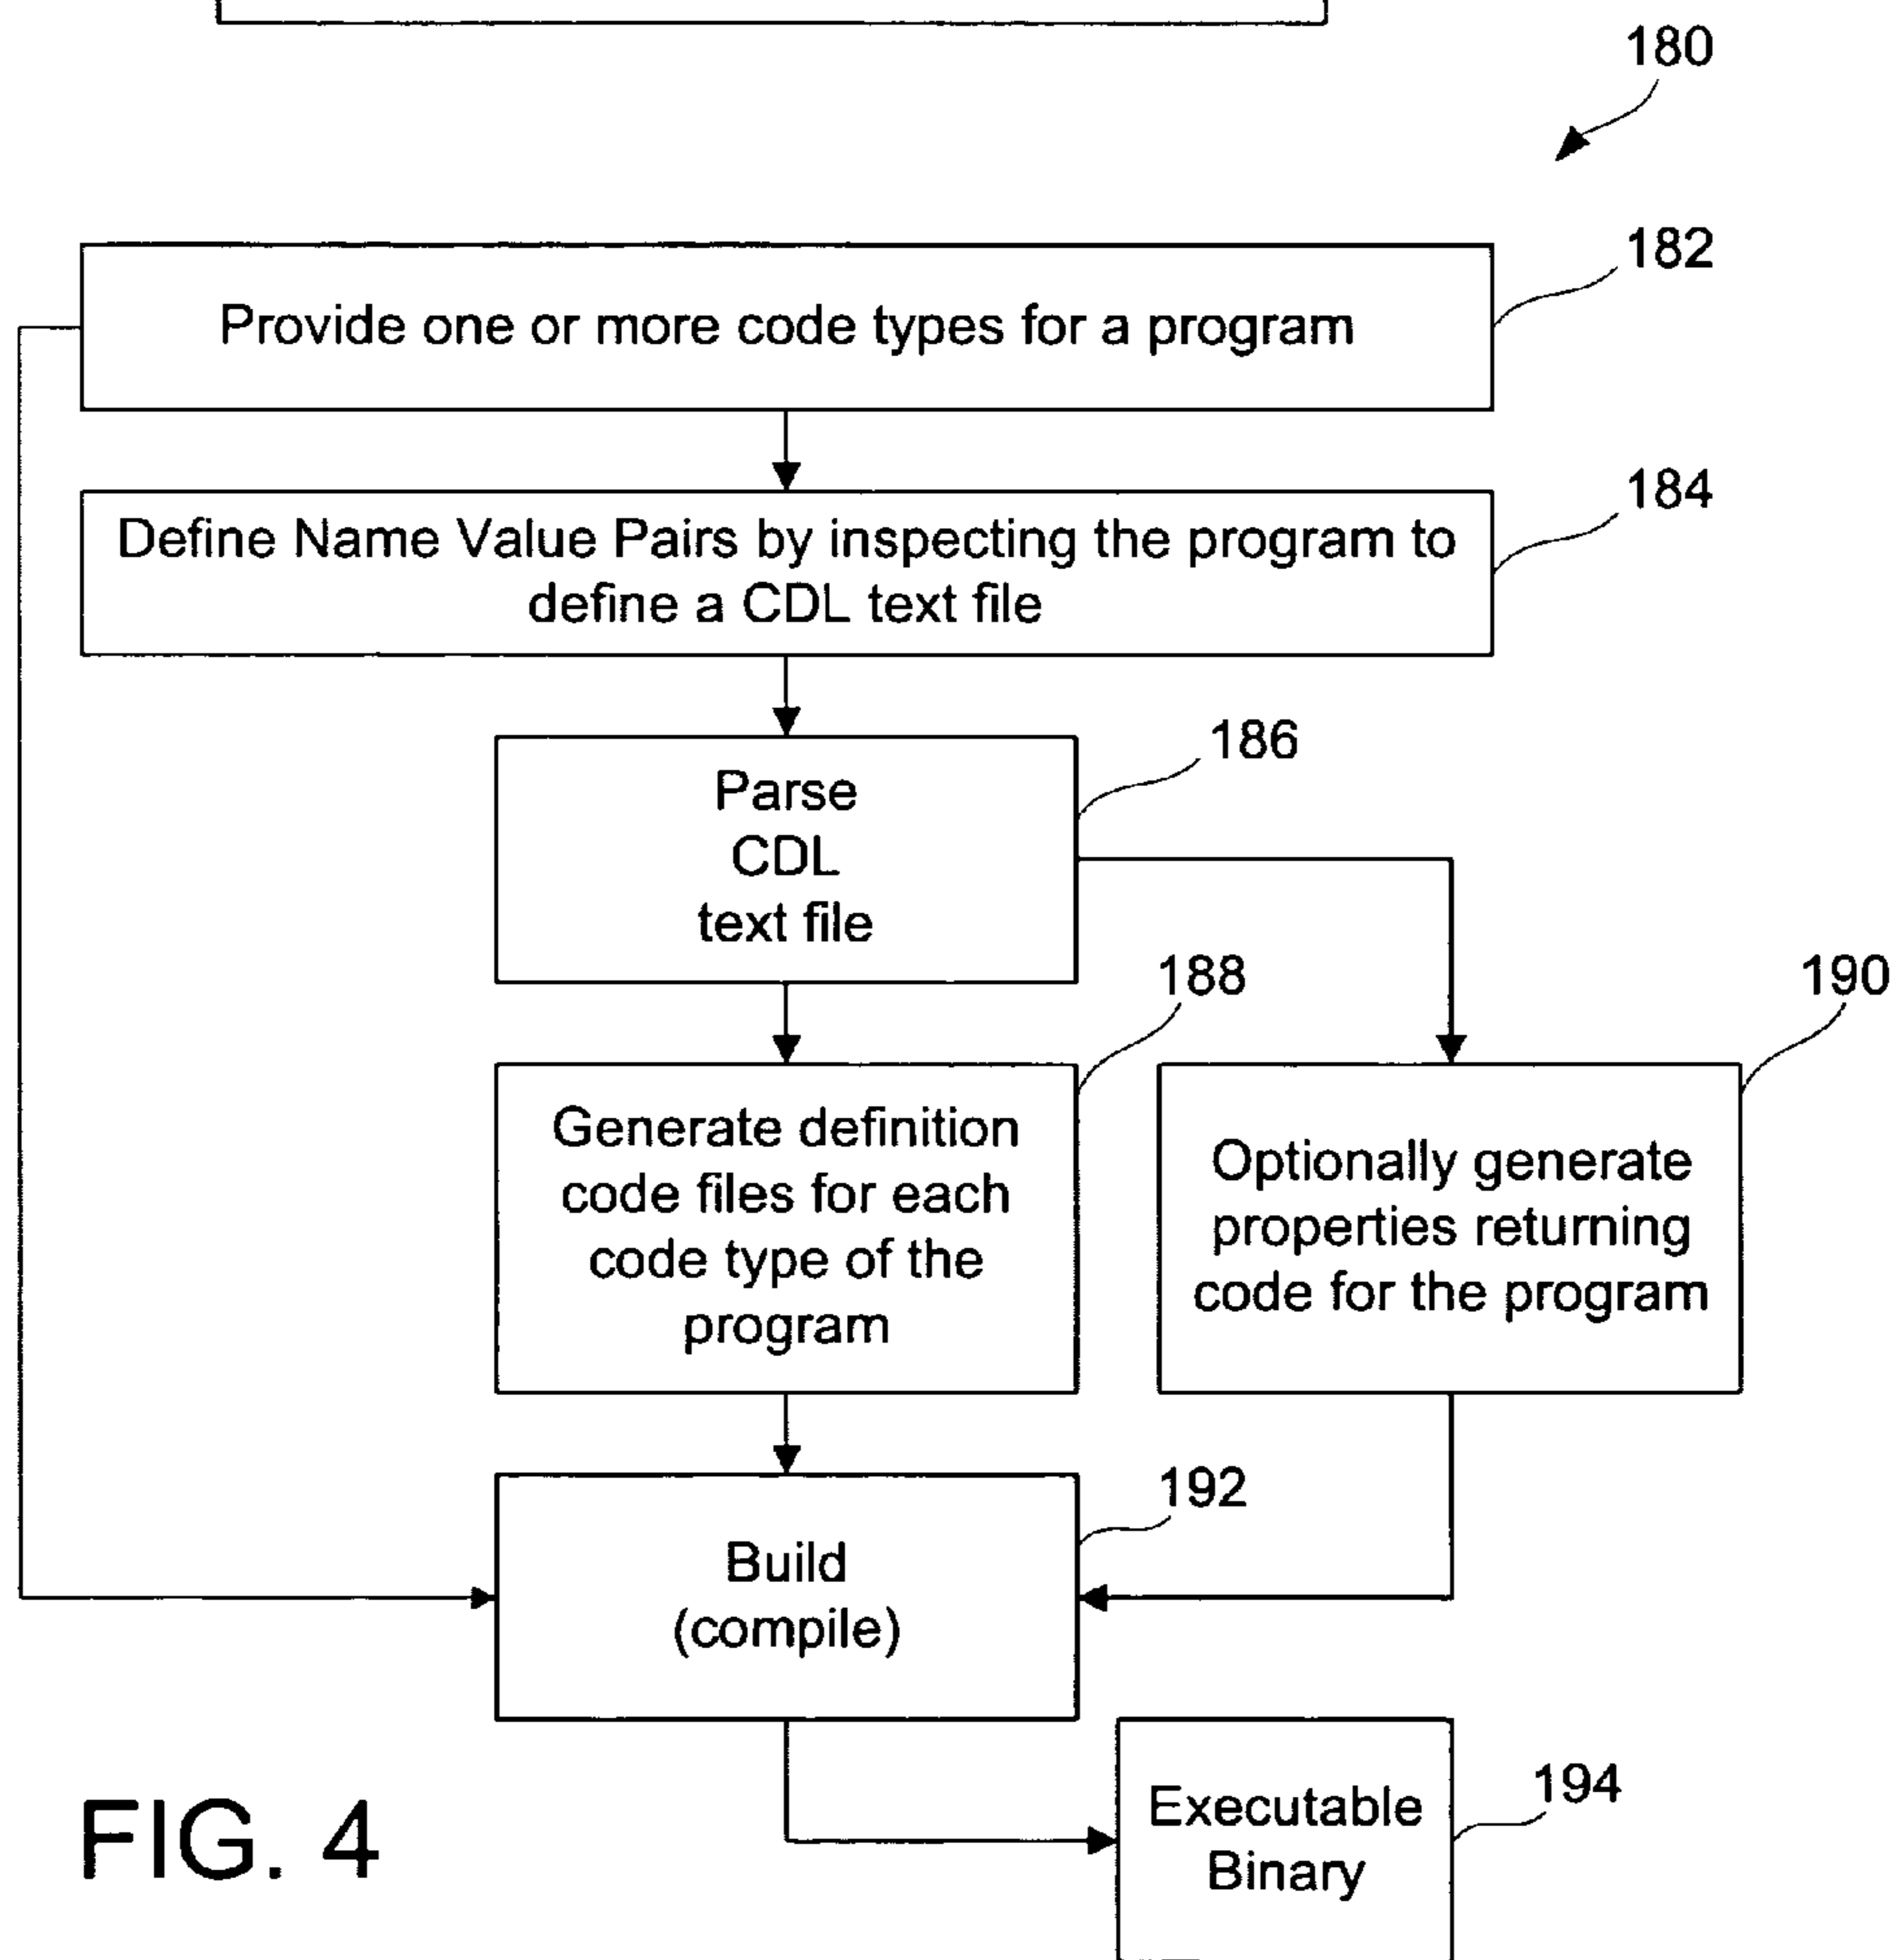 180
182
Provide one or more code types for a program
184
Define Name Value Pairs by inspecting the program to
define a CDL text file
186
Parse
CDL
text file
188
190
Generate definition
code files for each
code type of the
program
Optionally generate
properties returning
code for the program
192
Build
(compile)
194
Executable
Binary
FIG. 4